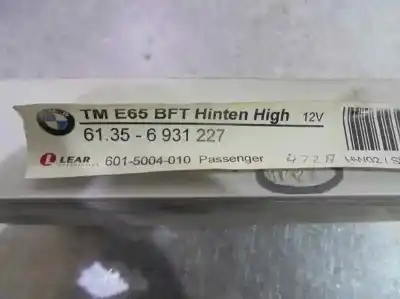 TM E65 BFT Hinten High 12V
61.35 - 6 931 227
LEAR 601-5004-010 Passenger